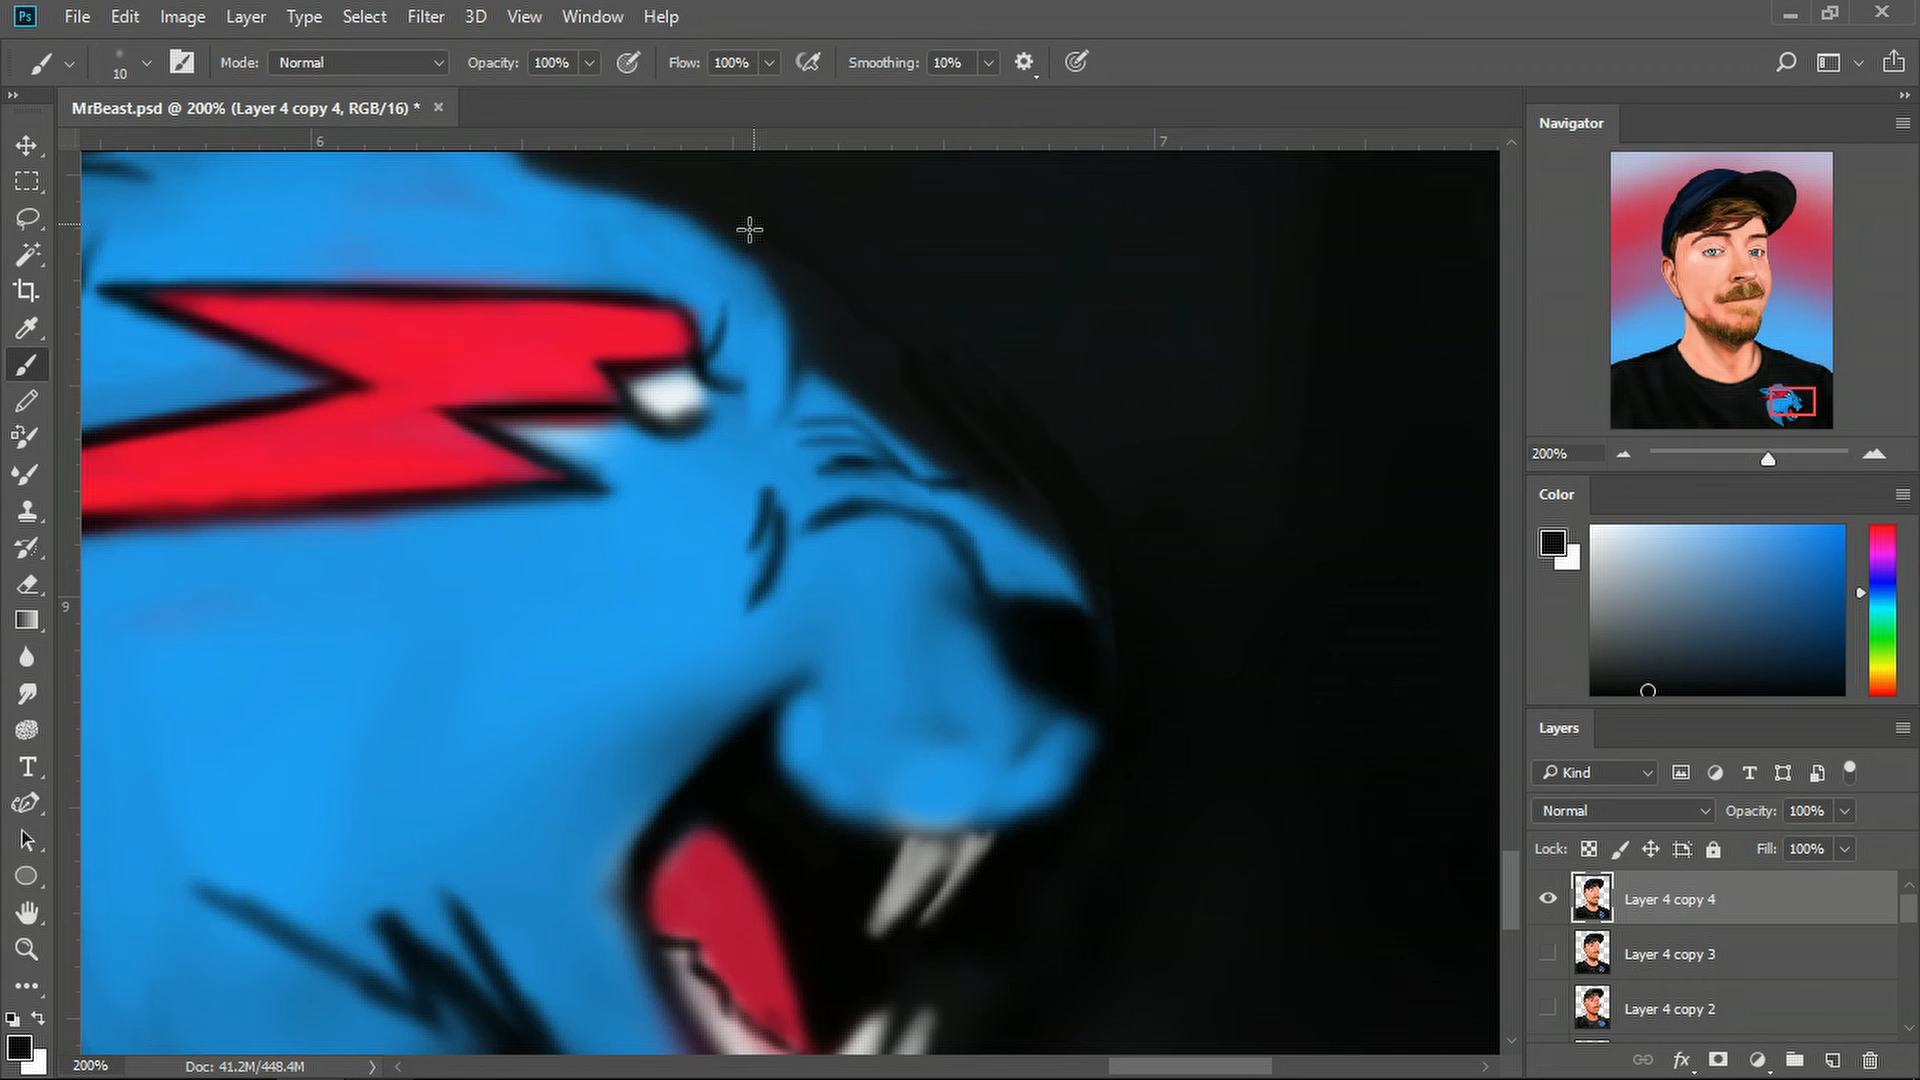 Ps File Edit Image Layer Type Select Filter 3D View Window Help
10 Mode: Normal Opacity: 100% Flow: 100% Smoothing: 10%
MrBeast.psd @ 200% (Layer 4 copy 4, RGB/16) *
6 7
9
T
Navigator
200%
Color
Layers
Kind T
Normal Opacity: 100%
Lock: Fill: 100%
Layer 4 copy 4
Layer 4 copy 3
Layer 4 copy 2
fx
200% Doc: 41.2M/448.4M